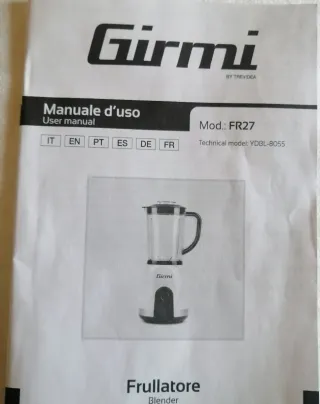 Girmi
BY TREVIDEA
Manuale d'uso
User manual
Mod.: FR27
IT EN PT ES DE FR
Technical model: YDBL-8055
Girmi
Frullatore
Blender